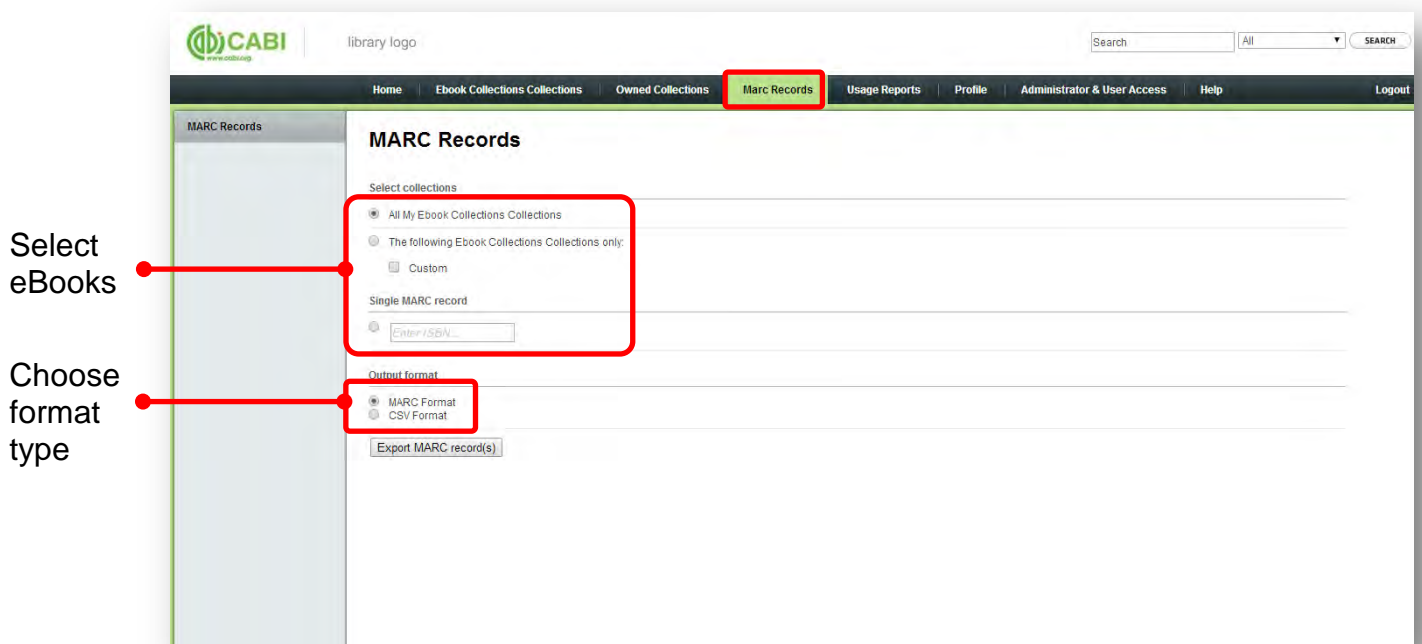 CABI
www.cabi.org
library logo
Search
All
SEARCH
Home
Ebook Collections Collections
Owned Collections
Marc Records
Usage Reports
Profile
Administrator & User Access
Help
Logout
MARC Records
MARC Records
Select collections
All My Ebook Collections Collections
The following Ebook Collections Collections only:
Custom
Single MARC record
Enter ISBN...
Output format
MARC Format
CSV Format
Export MARC record(s)
Select
eBooks
Choose
format
type